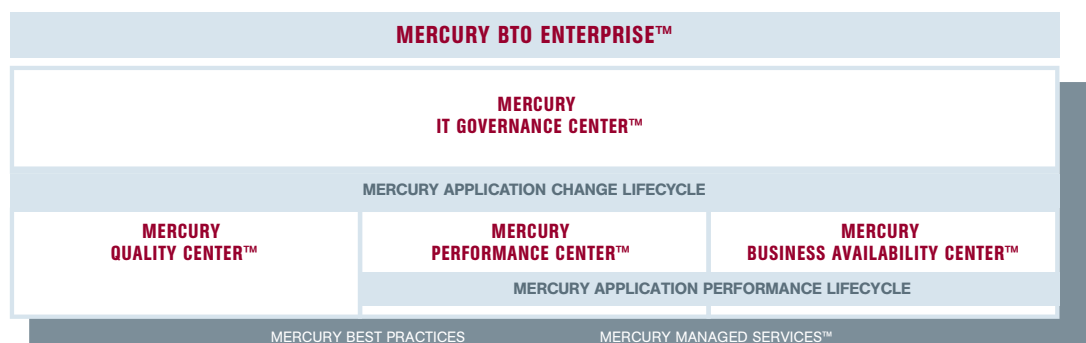 MERCURY BTO ENTERPRISE™
MERCURY
IT GOVERNANCE CENTER™
MERCURY APPLICATION CHANGE LIFECYCLE
MERCURY
QUALITY CENTER™
MERCURY
PERFORMANCE CENTER™
MERCURY
BUSINESS AVAILABILITY CENTER™
MERCURY APPLICATION PERFORMANCE LIFECYCLE
MERCURY BEST PRACTICES
MERCURY MANAGED SERVICES™